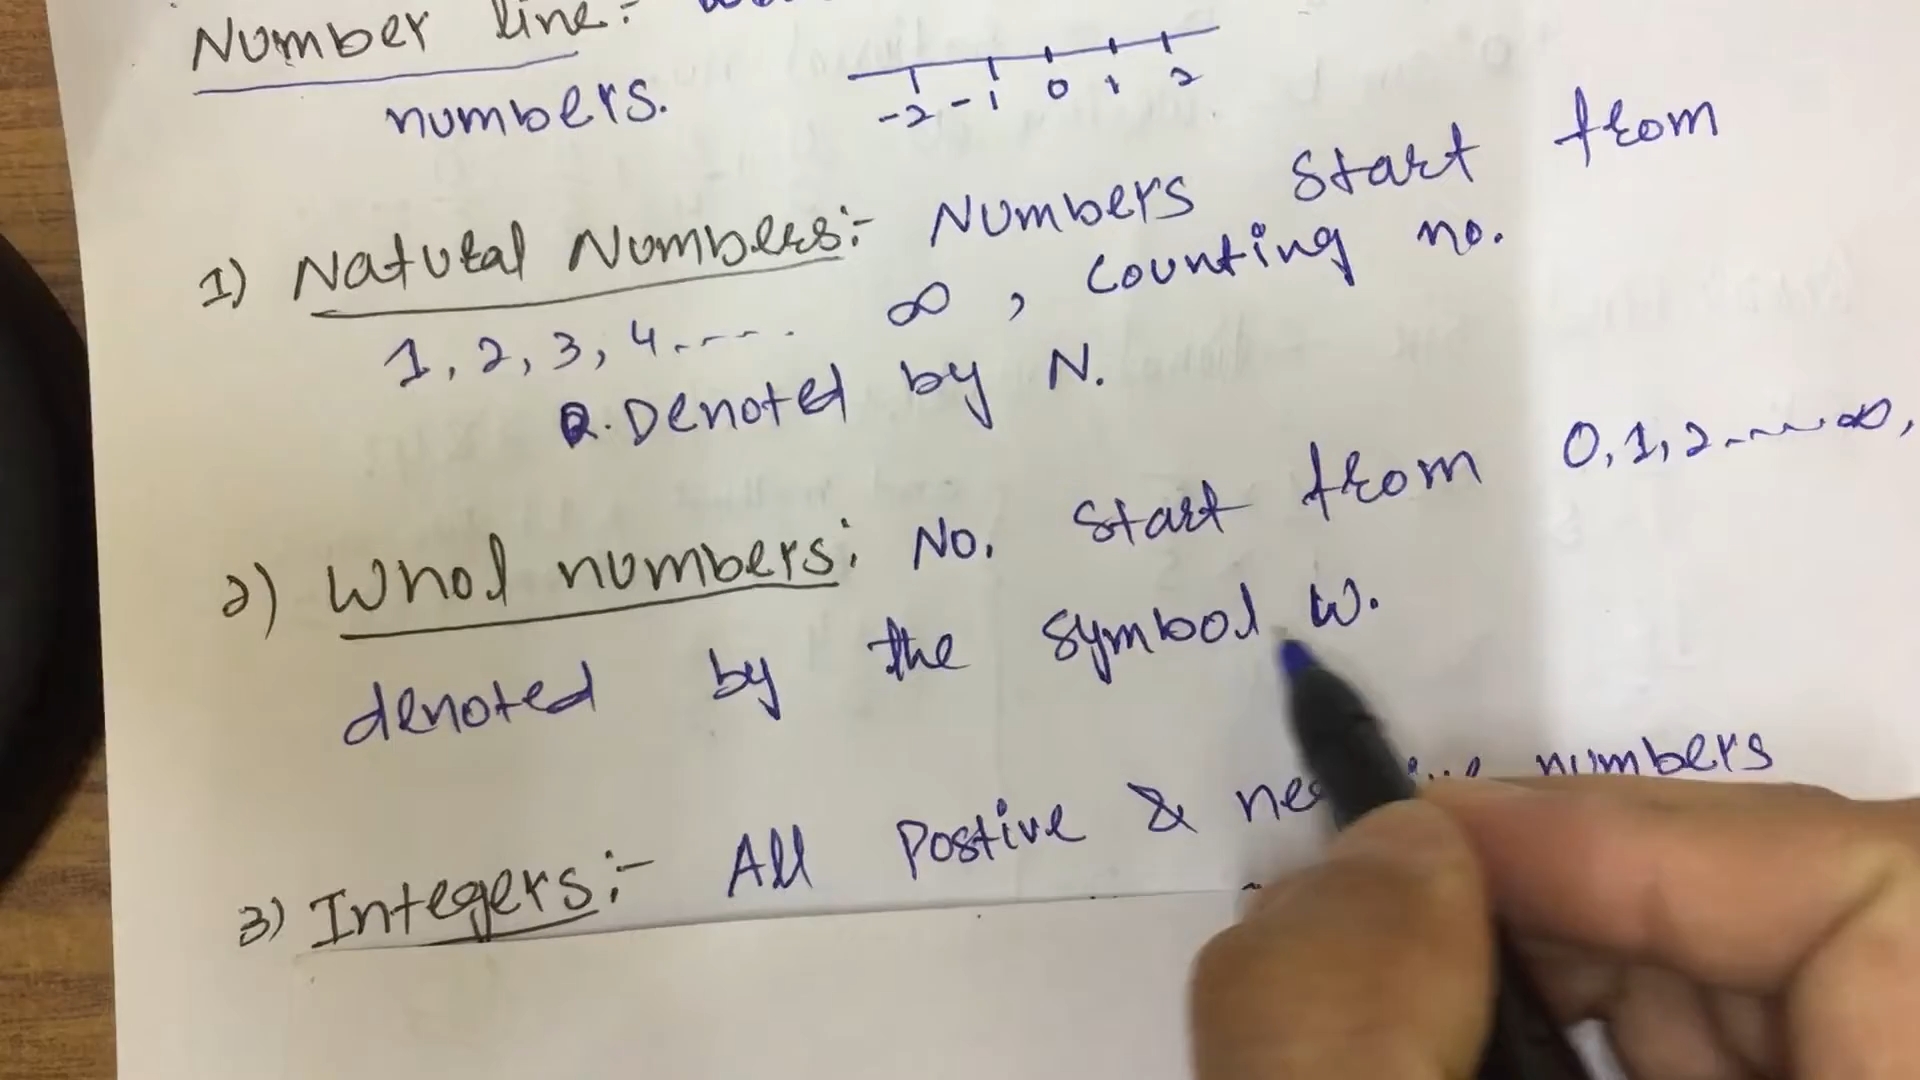 Number line:-
numbers.
-2 -1 0 1 2
1) Natural Numbers:- Numbers start from
1, 2, 3, 4..... ∞, Counting no.
Denoted by N.
2) Whol numbers: No. start from 0, 1, 2......∞,
denoted by the symbol W.
3) Integers:- All Postive & numbers